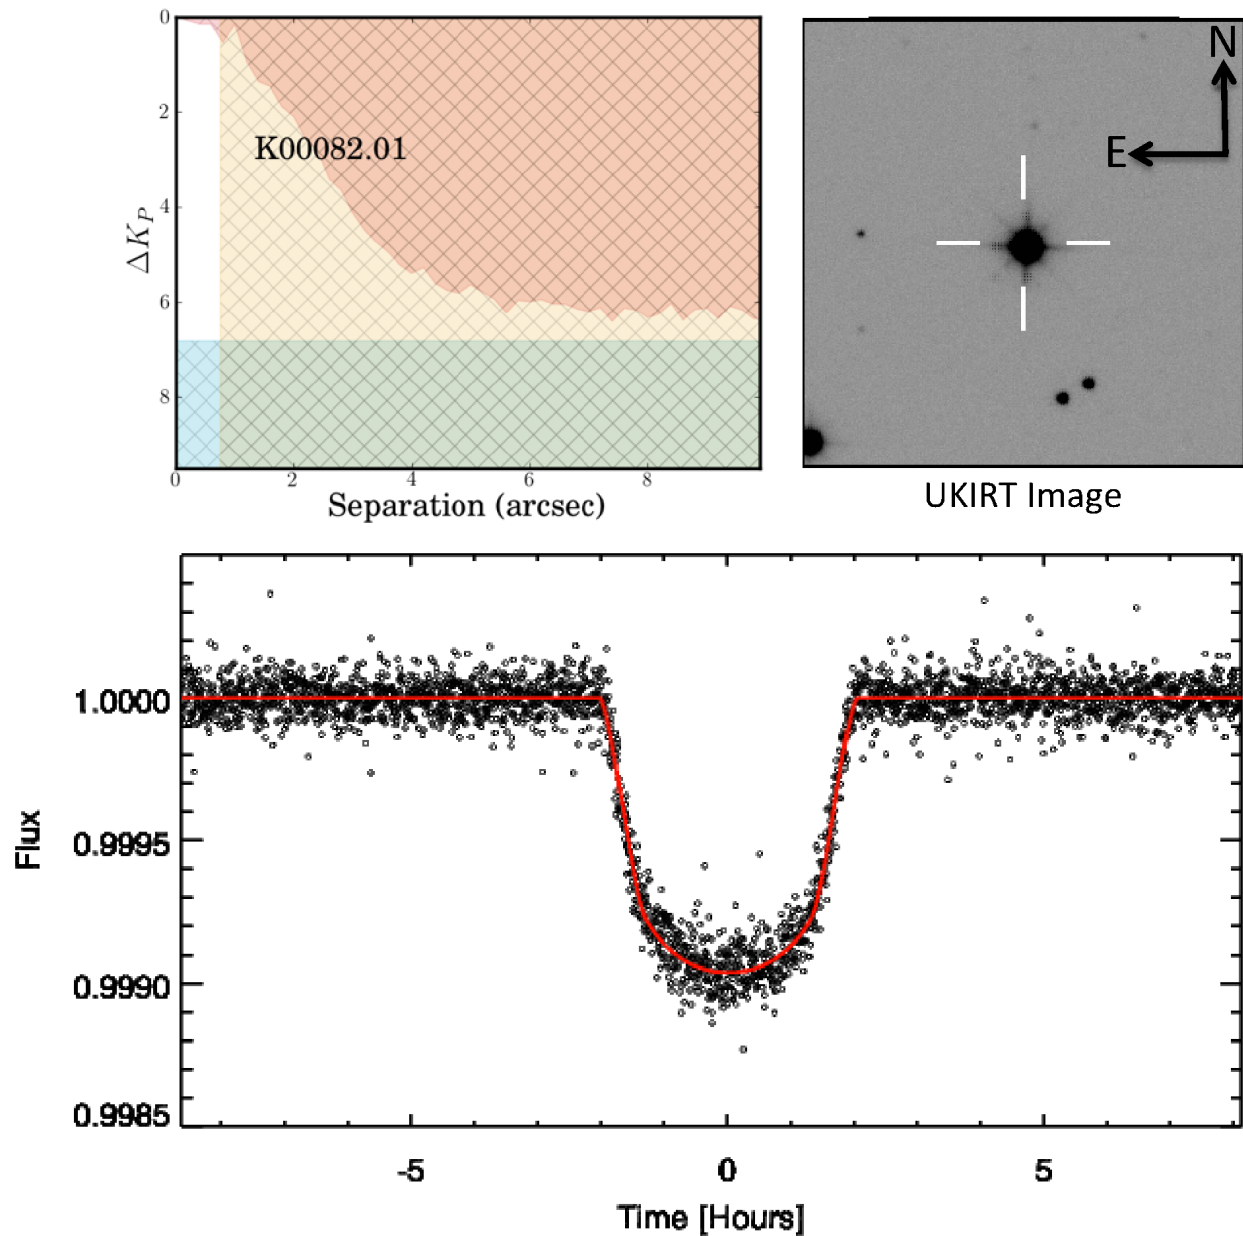 0
2
4
6
8
ΔK_P
K00082.01
0 2 4 6 8
Separation (arcsec)
N
E
UKIRT Image
1.0000
0.9995
0.9990
0.9985
Flux
-5 0 5
Time [Hours]